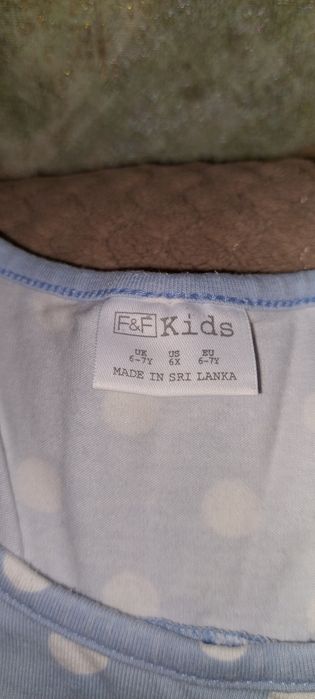 F&F Kids
UK US EU
6-7Y 6X 6-7Y
MADE IN SRI LANKA